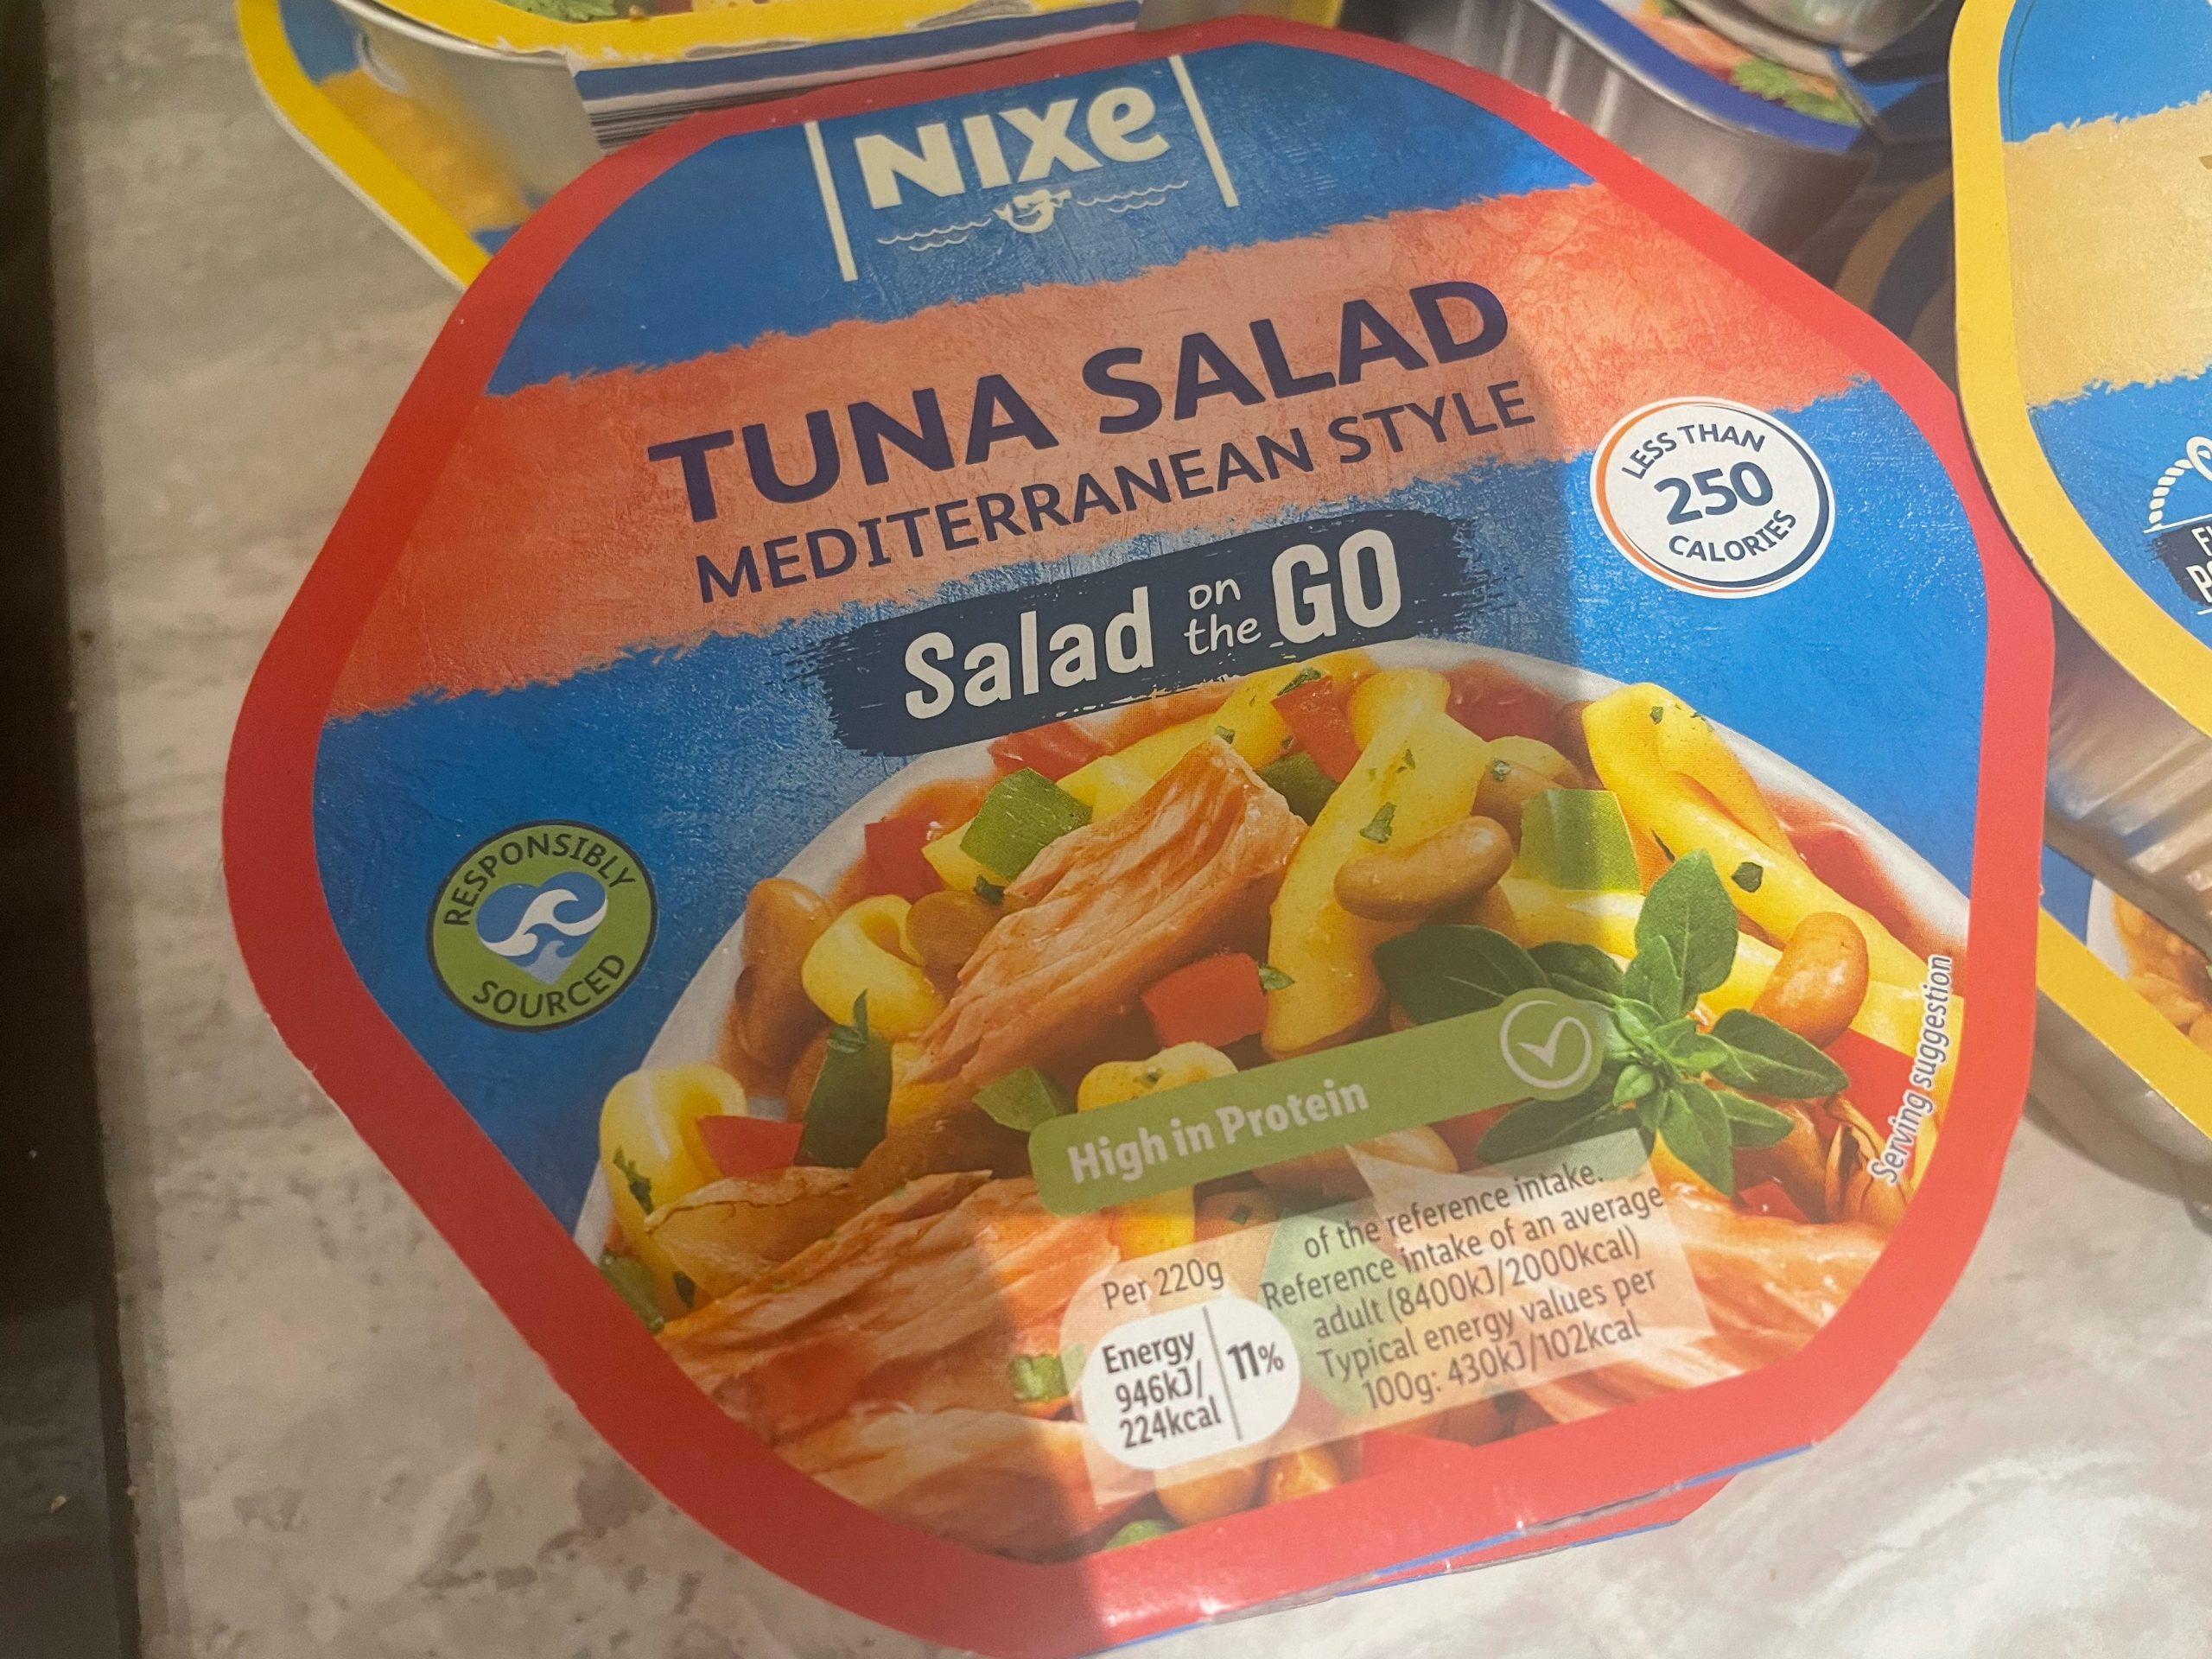 NIXe
TUNA SALAD
MEDITERRANEAN STYLE
Salad on the GO
LESS THAN
250
CALORIES
RESPONSIBLY
SOURCED
High in Protein
Serving suggestion
Per 220g
Energy
946kJ/
224kcal
11%
of the reference intake.
Reference intake of an average
adult (8400kJ/2000kcal)
Typical energy values per
100g: 430kJ/102kcal